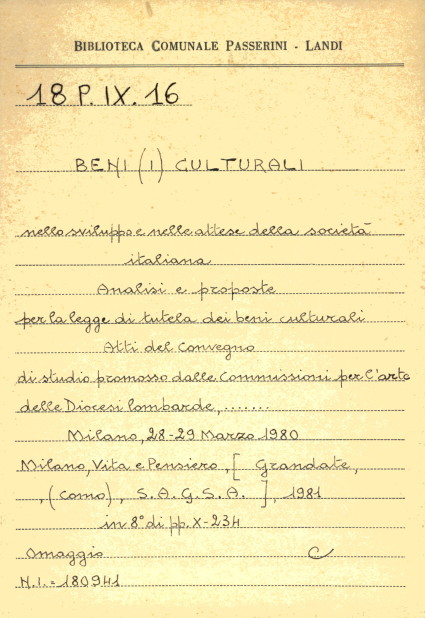 BIBLIOTECA COMUNALE PASSERINI - LANDI
18 P. IX. 16
BENI (I) CULTURALI
nello sviluppo e nelle attese della società
italiana
Analisi e proposte
per la legge di tutela dei beni culturali
Atti del Convegno
di studio promosso dalle Commissioni per l'arte
delle Diocesi lombarde, .......
Milano, 28-29 Marzo 1980
Milano, Vita e Pensiero, [ Grandate,
, (Como), S.A.G.S.A. ], 1981
in 8° di pp. X-234
Omaggio C
N.I. = 180941